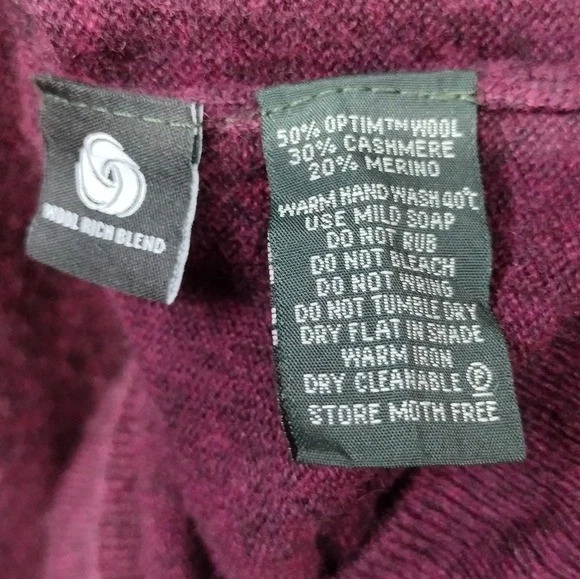 WOOL RICH BLEND
50% OPTIM™ WOOL
30% CASHMERE
20% MERINO
WARM HAND WASH 40°C
USE MILD SOAP
DO NOT RUB
DO NOT BLEACH
DO NOT WRING
DO NOT TUMBLE DRY
DRY FLAT IN SHADE
WARM IRON
DRY CLEANABLE Ⓟ
STORE MOTH FREE